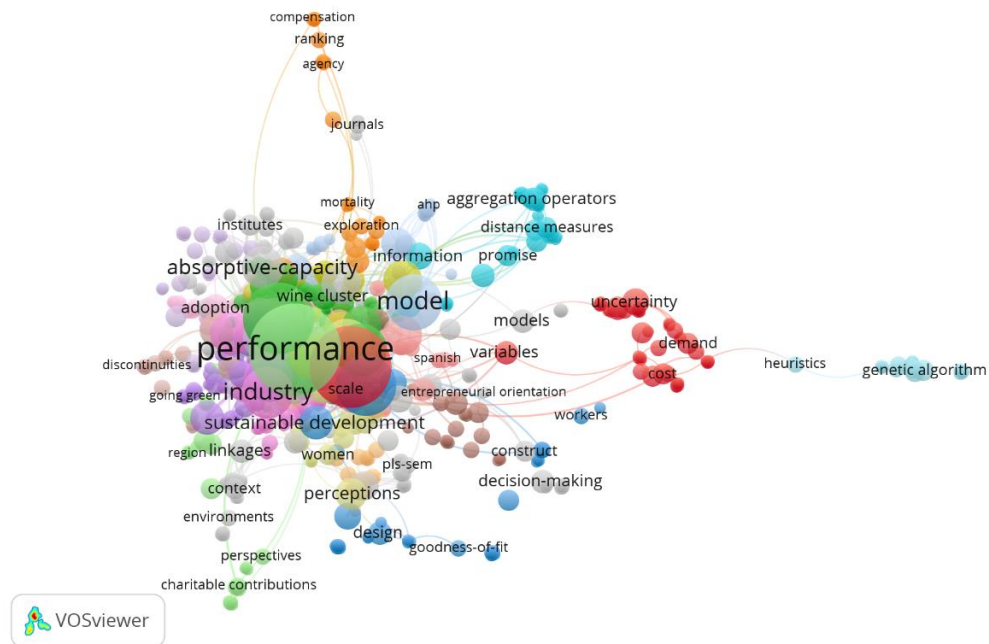 compensation
ranking
agency
journals
mortality
ahp
aggregation operators
institutes
exploration
distance measures
information
promise
absorptive-capacity
wine cluster
model
uncertainty
adoption
models
performance
demand
discontinuities
spanish
variables
heuristics
genetic algorithm
cost
going green
industry
scale
entrepreneurial orientation
workers
sustainable development
region
linkages
women
construct
pls-sem
decision-making
context
perceptions
environments
design
goodness-of-fit
perspectives
charitable contributions
VOSviewer